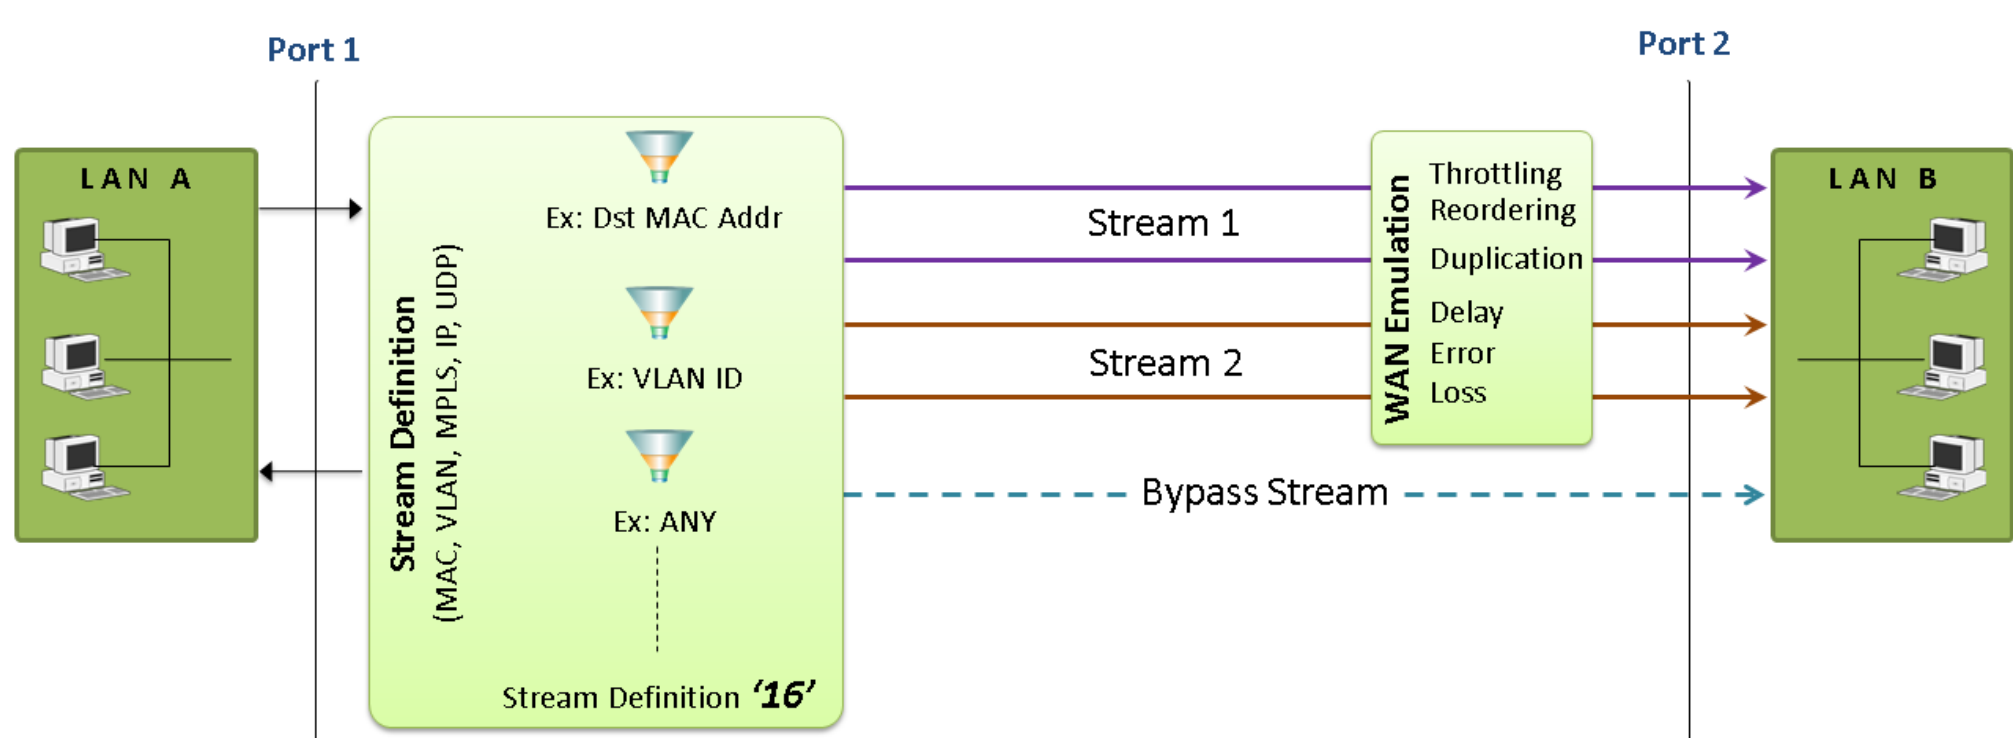 Port 1
Port 2
LAN A
Stream Definition
(MAC, VLAN, MPLS, IP, UDP)
Ex: Dst MAC Addr
Ex: VLAN ID
Ex: ANY
Stream Definition ‘16’
Stream 1
Stream 2
Bypass Stream
WAN Emulation
Throttling
Reordering
Duplication
Delay
Error
Loss
LAN B